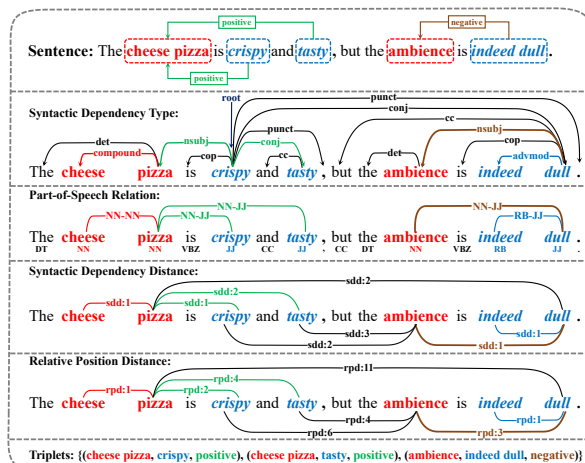 positive
negative
Sentence: The cheese pizza is crispy and tasty, but the ambience is indeed dull.
positive
Syntactic Dependency Type:
root
punct
conj
cc
det
nsubj
punct
nsubj
compound
cop
conj
cc
det
cop
advmod
The cheese pizza is crispy and tasty , but the ambience is indeed dull .
Part-of-Speech Relation:
NN-NN
NN-JJ
NN-JJ
NN-JJ
RB-JJ
The cheese pizza is crispy and tasty , but the ambience is indeed dull .
DT NN NN VBZ JJ CC JJ , CC DT NN VBZ RB JJ .
Syntactic Dependency Distance:
sdd:2
sdd:2
sdd:1
sdd:1
The cheese pizza is crispy and tasty , but the ambience is indeed dull .
sdd:3
sdd:1
sdd:2
sdd:1
Relative Position Distance:
rpd:11
rpd:4
rpd:1
rpd:2
The cheese pizza is crispy and tasty , but the ambience is indeed dull .
rpd:4
rpd:1
rpd:6
rpd:3
Triplets: {(cheese pizza, crispy, positive), (cheese pizza, tasty, positive), (ambience, indeed dull, negative)}